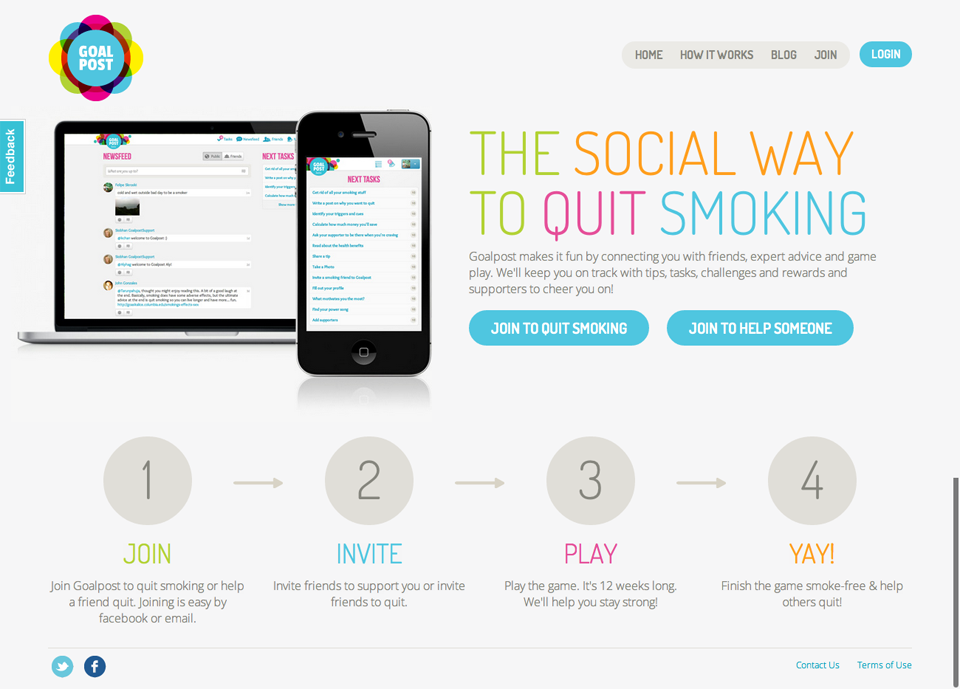 GOAL
POST
HOME HOW IT WORKS BLOG JOIN LOGIN
Feedback
THE SOCIAL WAY
TO QUIT SMOKING
Goalpost makes it fun by connecting you with friends, expert advice and game
play. We'll keep you on track with tips, tasks, challenges and rewards and
supporters to cheer you on!
JOIN TO QUIT SMOKING JOIN TO HELP SOMEONE
NEWSFEED
NEXT TASKS
Tasks Newsfeed Friends
Friends
NEXT TASKS
Get rid of all your smoking stuff
Write a post on why you want to quit
Identify your triggers and cues
Calculate how much money you'll save
Ask your supporter to be there when you're craving
Read about the health benefits
Share a tip
Take a photo
Invite a smoking friend to Goalpost
Fill out your profile
What motivates you the most?
Find your power song
Add supporters
1 2 3 4
JOIN
Join Goalpost to quit smoking or help
a friend quit. Joining is easy by
facebook or email.
INVITE
Invite friends to support you or invite
friends to quit.
PLAY
Play the game. It's 12 weeks long.
We'll help you stay strong!
YAY!
Finish the game smoke-free & help
others quit!
Contact Us Terms of Use